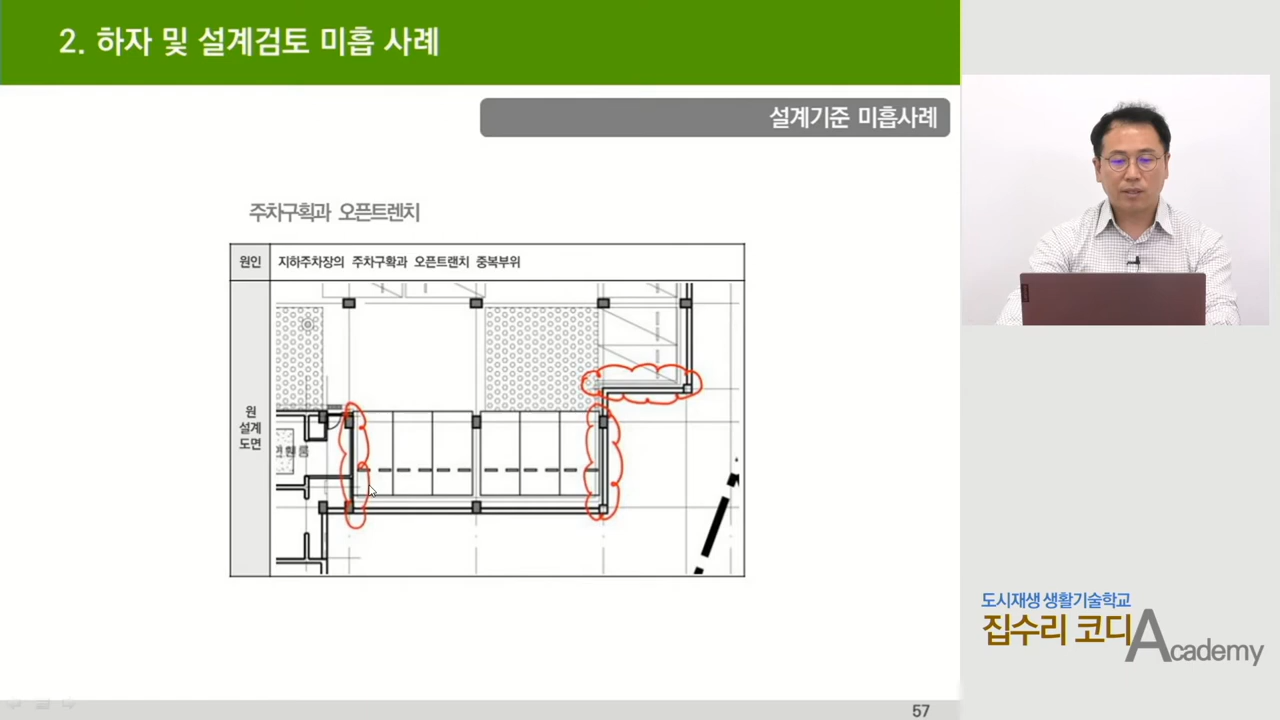 2. 하자 및 설계검토 미흡 사례
설계기준 미흡사례
주차구획과 오픈트렌치
원인
지하주차장의 주차구확과 오픈트랜치 중복부위
원
설계
도면
도시재생 생활기술학교
집수리 코디Academy
57